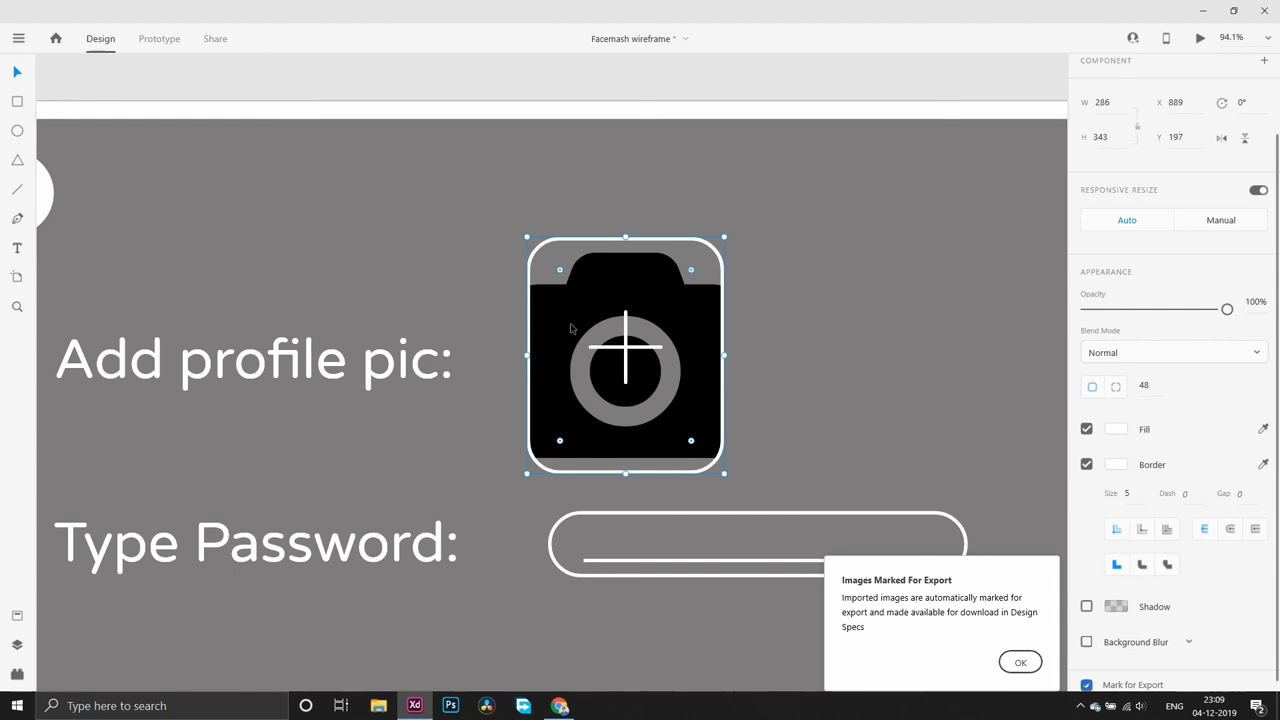 Design
Prototype
Share
Facemash wireframe *
94.1%
COMPONENT
W 286
X 889
0°
H 343
Y 197
RESPONSIVE RESIZE
Auto
Manual
APPEARANCE
Opacity
100%
Blend Mode
Normal
48
Fill
Border
Size 5
Dash 0
Gap 0
Shadow
Background Blur
Mark for Export
Add profile pic:
Type Password:
Images Marked For Export
Imported images are automatically marked for
export and made available for download in Design
Specs
OK
Type here to search
Xd
Ps
ENG
23:09
04-12-2019
2